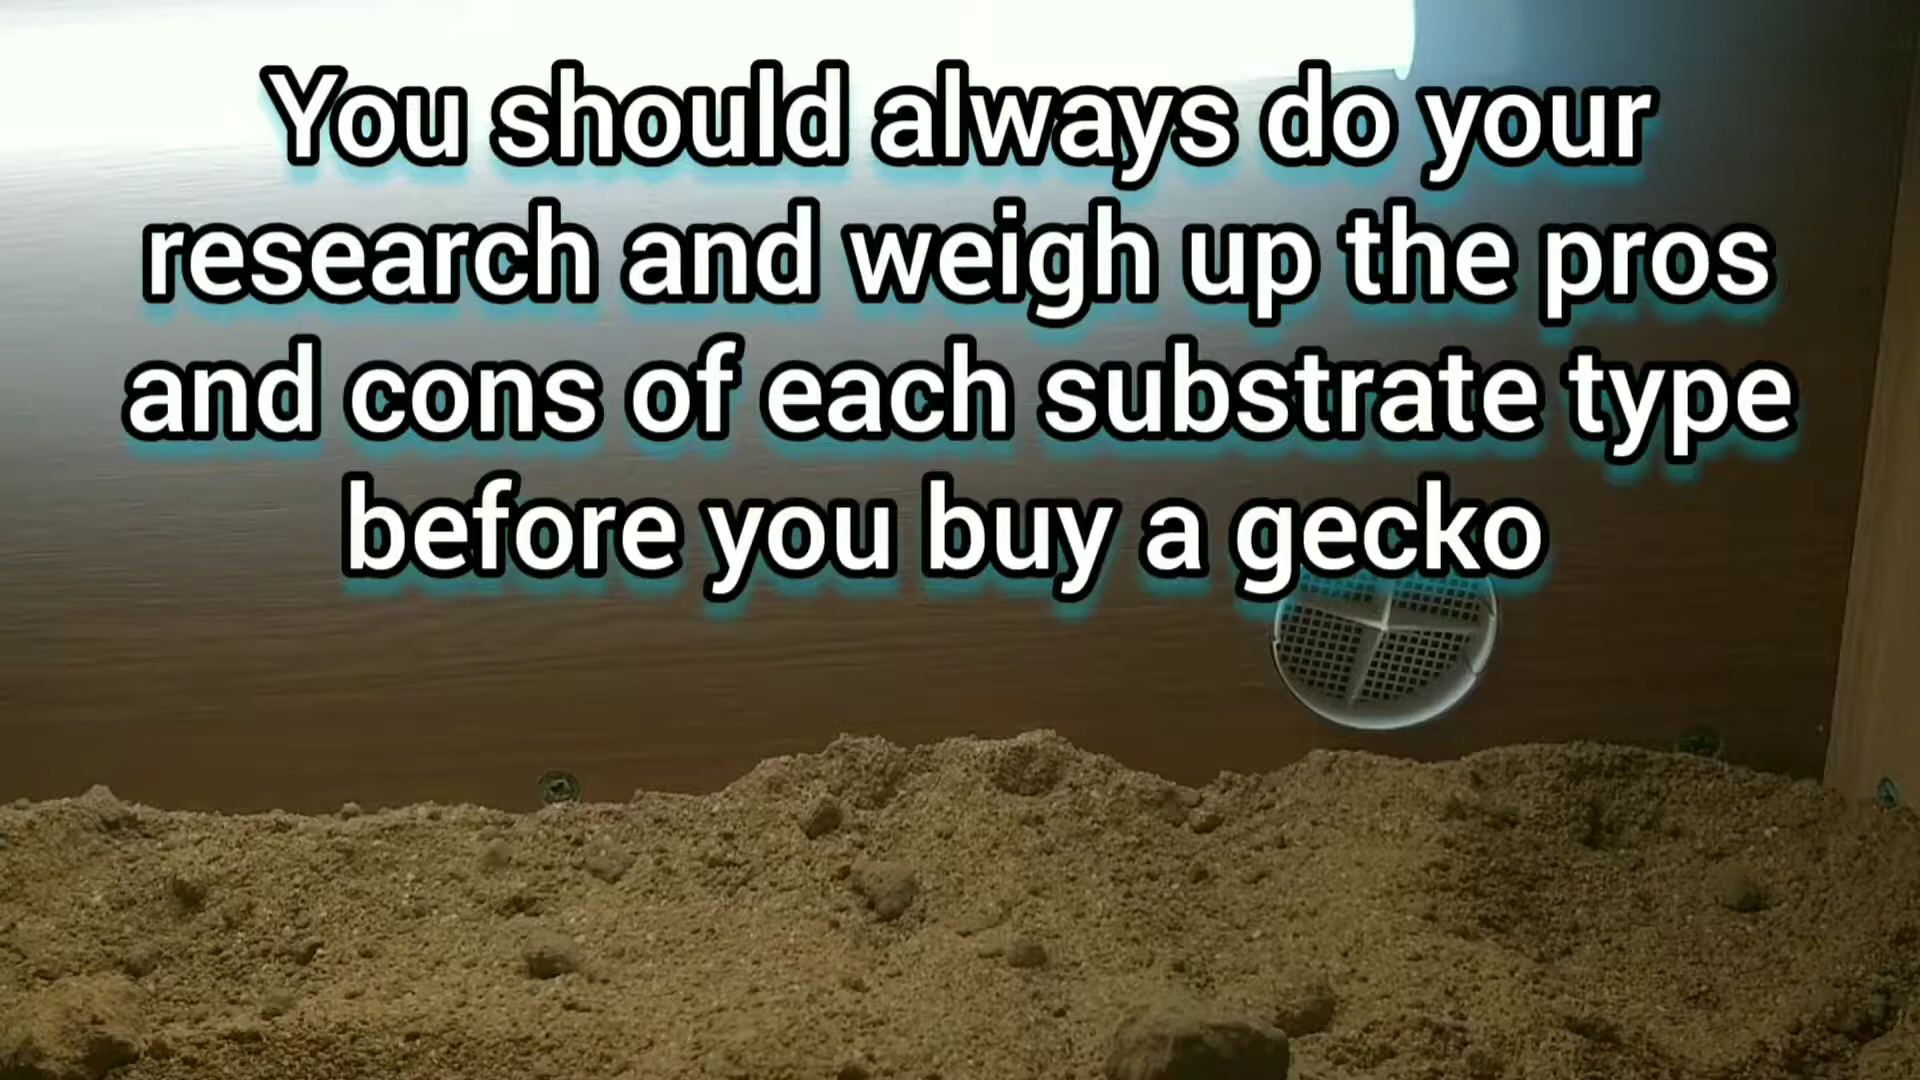 You should always do your
research and weigh up the pros
and cons of each substrate type
before you buy a gecko